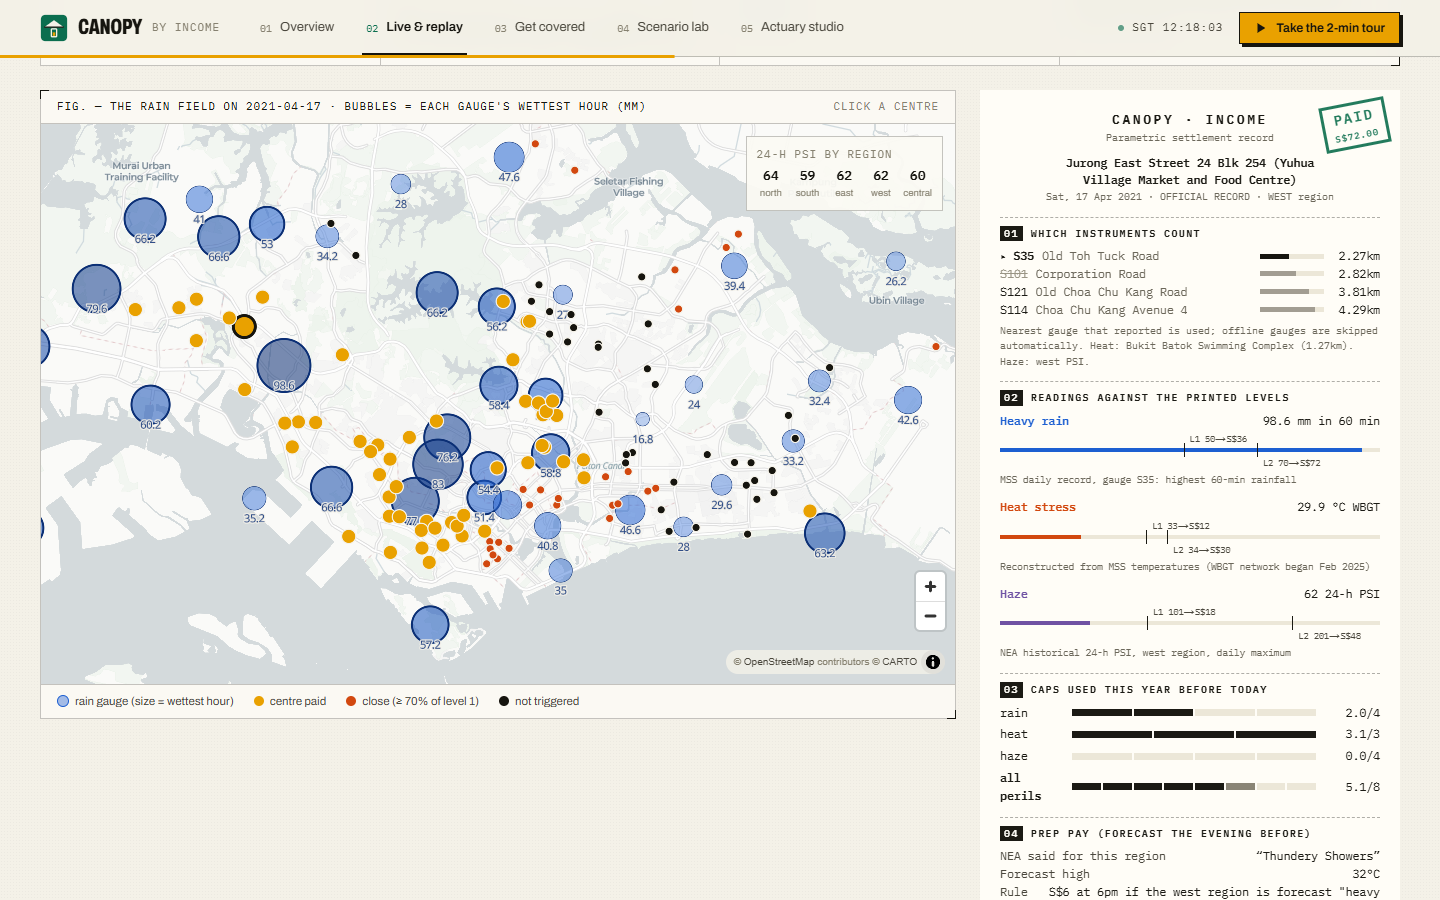 CANOPY BY INCOME
01 Overview
02 Live & replay
03 Get covered
04 Scenario lab
05 Actuary studio
SGT 12:18:03
Take the 2-min tour
FIG. — THE RAIN FIELD ON 2021-04-17 · BUBBLES = EACH GAUGE'S WETTEST HOUR (MM)
CLICK A CENTRE
24-H PSI BY REGION
64 59 62 62 60
north south east west central
Murai Urban
Training Facility
Seletar Fishing
Village
Ubin Village
47.6
28
41
66.2
66.6
53
34.2
39.4
26.2
79.6
66.2
56.2
27
98.6
58.4
24
32.4
42.6
60.2
16.8
76.2
33.2
83
58.8
54.4
66.6
35.2
77
51.4
46.6
29.6
40.8
28
63.2
35
57.2
+
−
© OpenStreetMap contributors © CARTO
rain gauge (size = wettest hour)
centre paid
close (≥ 70% of level 1)
not triggered
CANOPY · INCOME
Parametric settlement record
PAID
S$72.00
Jurong East Street 24 Blk 254 (Yuhua
Village Market and Food Centre)
Sat, 17 Apr 2021 · OFFICIAL RECORD · WEST region
01 WHICH INSTRUMENTS COUNT
▸ S35 Old Toh Tuck Road 2.27km
S101 Corporation Road 2.82km
S121 Old Choa Chu Kang Road 3.81km
S114 Choa Chu Kang Avenue 4 4.29km
Nearest gauge that reported is used; offline gauges are skipped
automatically. Heat: Bukit Batok Swimming Complex (1.27km).
Haze: west PSI.
02 READINGS AGAINST THE PRINTED LEVELS
Heavy rain 98.6 mm in 60 min
L1 50⟶S$36
L2 70⟶S$72
MSS daily record, gauge S35: highest 60-min rainfall
Heat stress 29.9 °C WBGT
L1 33⟶S$12
L2 34⟶S$30
Reconstructed from MSS temperatures (WBGT network began Feb 2025)
Haze 62 24-h PSI
L1 101⟶S$18
L2 201⟶S$48
NEA historical 24-h PSI, west region, daily maximum
03 CAPS USED THIS YEAR BEFORE TODAY
rain 2.0/4
heat 3.1/3
haze 0.0/4
all
perils 5.1/8
04 PREP PAY (FORECAST THE EVENING BEFORE)
NEA said for this region “Thundery Showers”
Forecast high 32°C
Rule S$6 at 6pm if the west region is forecast "heavy